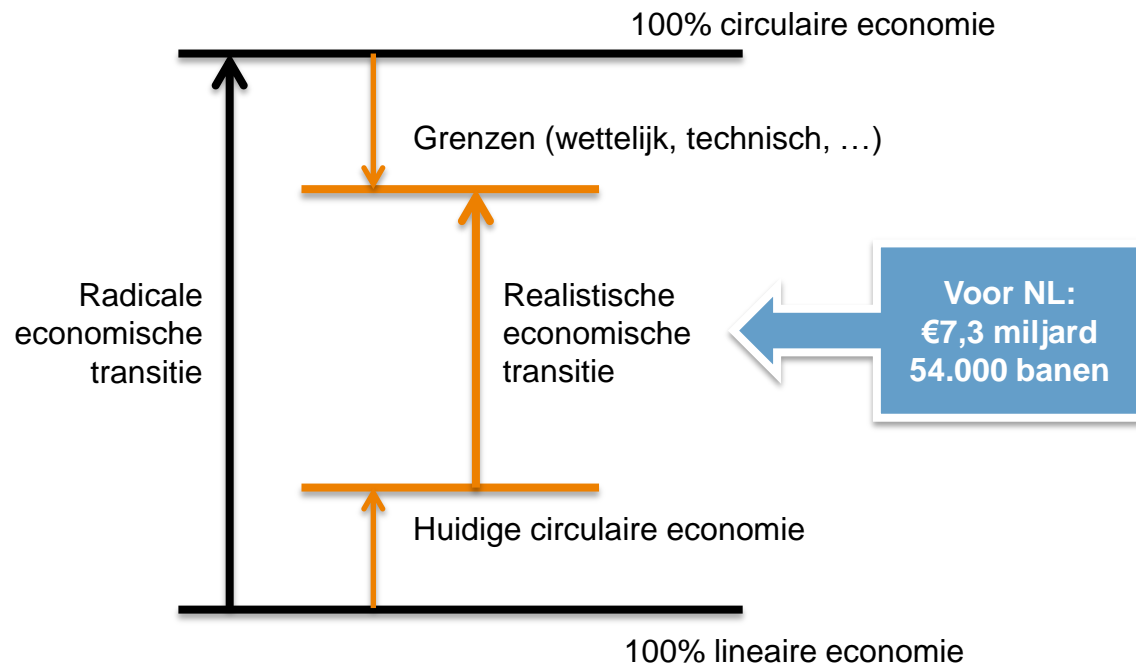 100% circulaire economie
Grenzen (wettelijk, technisch, …)
Radicale
economische
transitie
Realistische
economische
transitie
Voor NL:
€7,3 miljard
54.000 banen
Huidige circulaire economie
100% lineaire economie